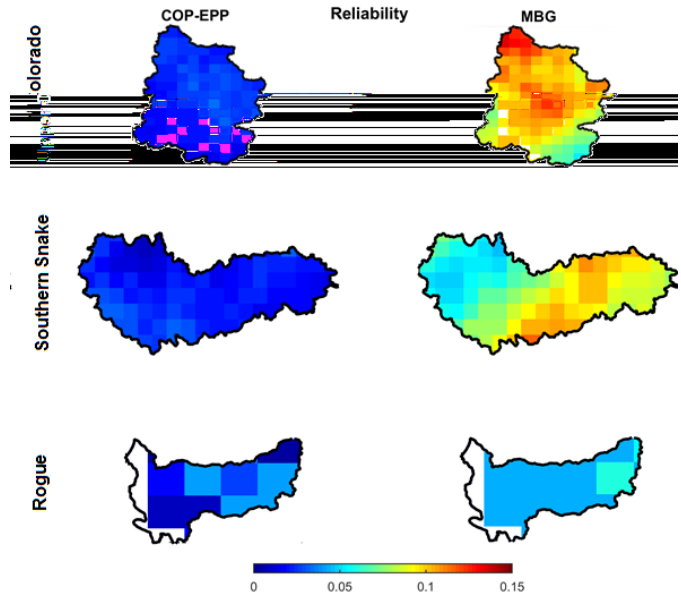 COP-EPP Reliability MBG
olorado
Southern Snake
Rogue
0 0.05 0.1 0.15